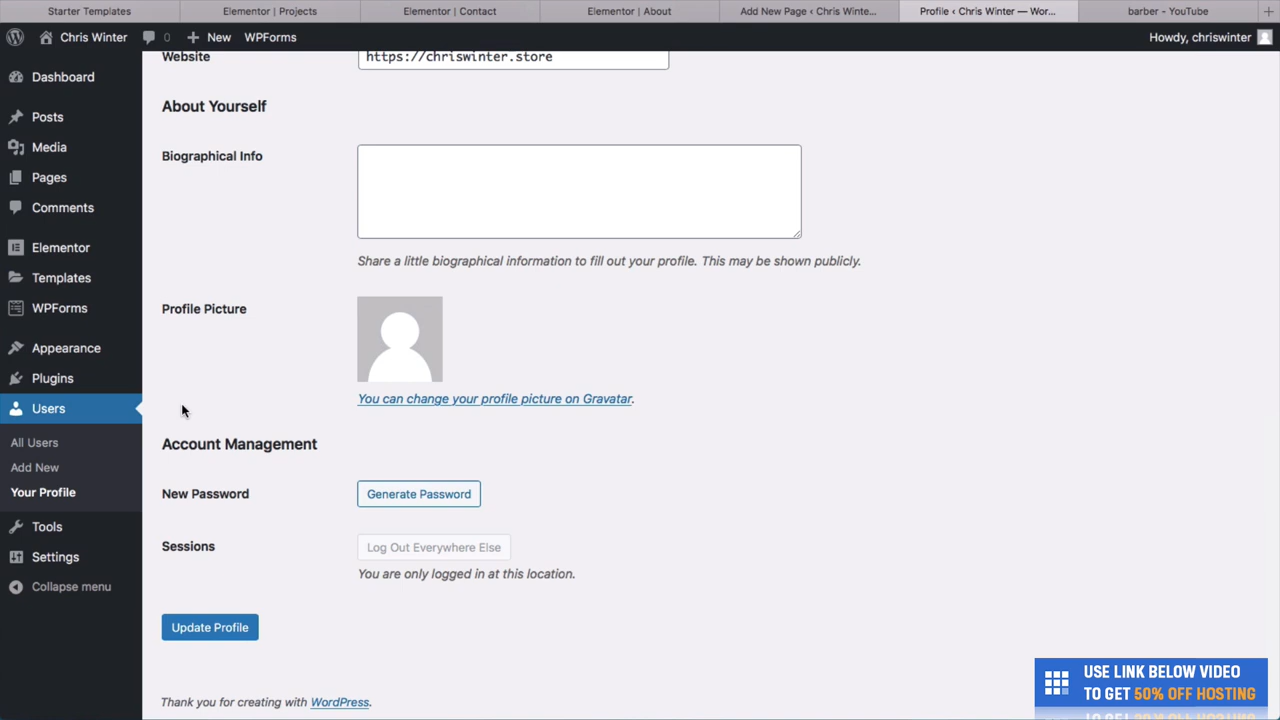 Starter Templates
Elementor | Projects
Elementor | Contact
Elementor | About
Add New Page ‹ Chris Winte...
Profile ‹ Chris Winter — Wor...
barber - YouTube
Chris Winter
0
New
WPForms
Howdy, chriswinter
Dashboard
Posts
Media
Pages
Comments
Elementor
Templates
WPForms
Appearance
Plugins
Users
All Users
Add New
Your Profile
Tools
Settings
Collapse menu
Website
https://chriswinter.store
About Yourself
Biographical Info
Share a little biographical information to fill out your profile. This may be shown publicly.
Profile Picture
You can change your profile picture on Gravatar.
Account Management
New Password
Generate Password
Sessions
Log Out Everywhere Else
You are only logged in at this location.
Update Profile
Thank you for creating with WordPress.
USE LINK BELOW VIDEO
TO GET 50% OFF HOSTING